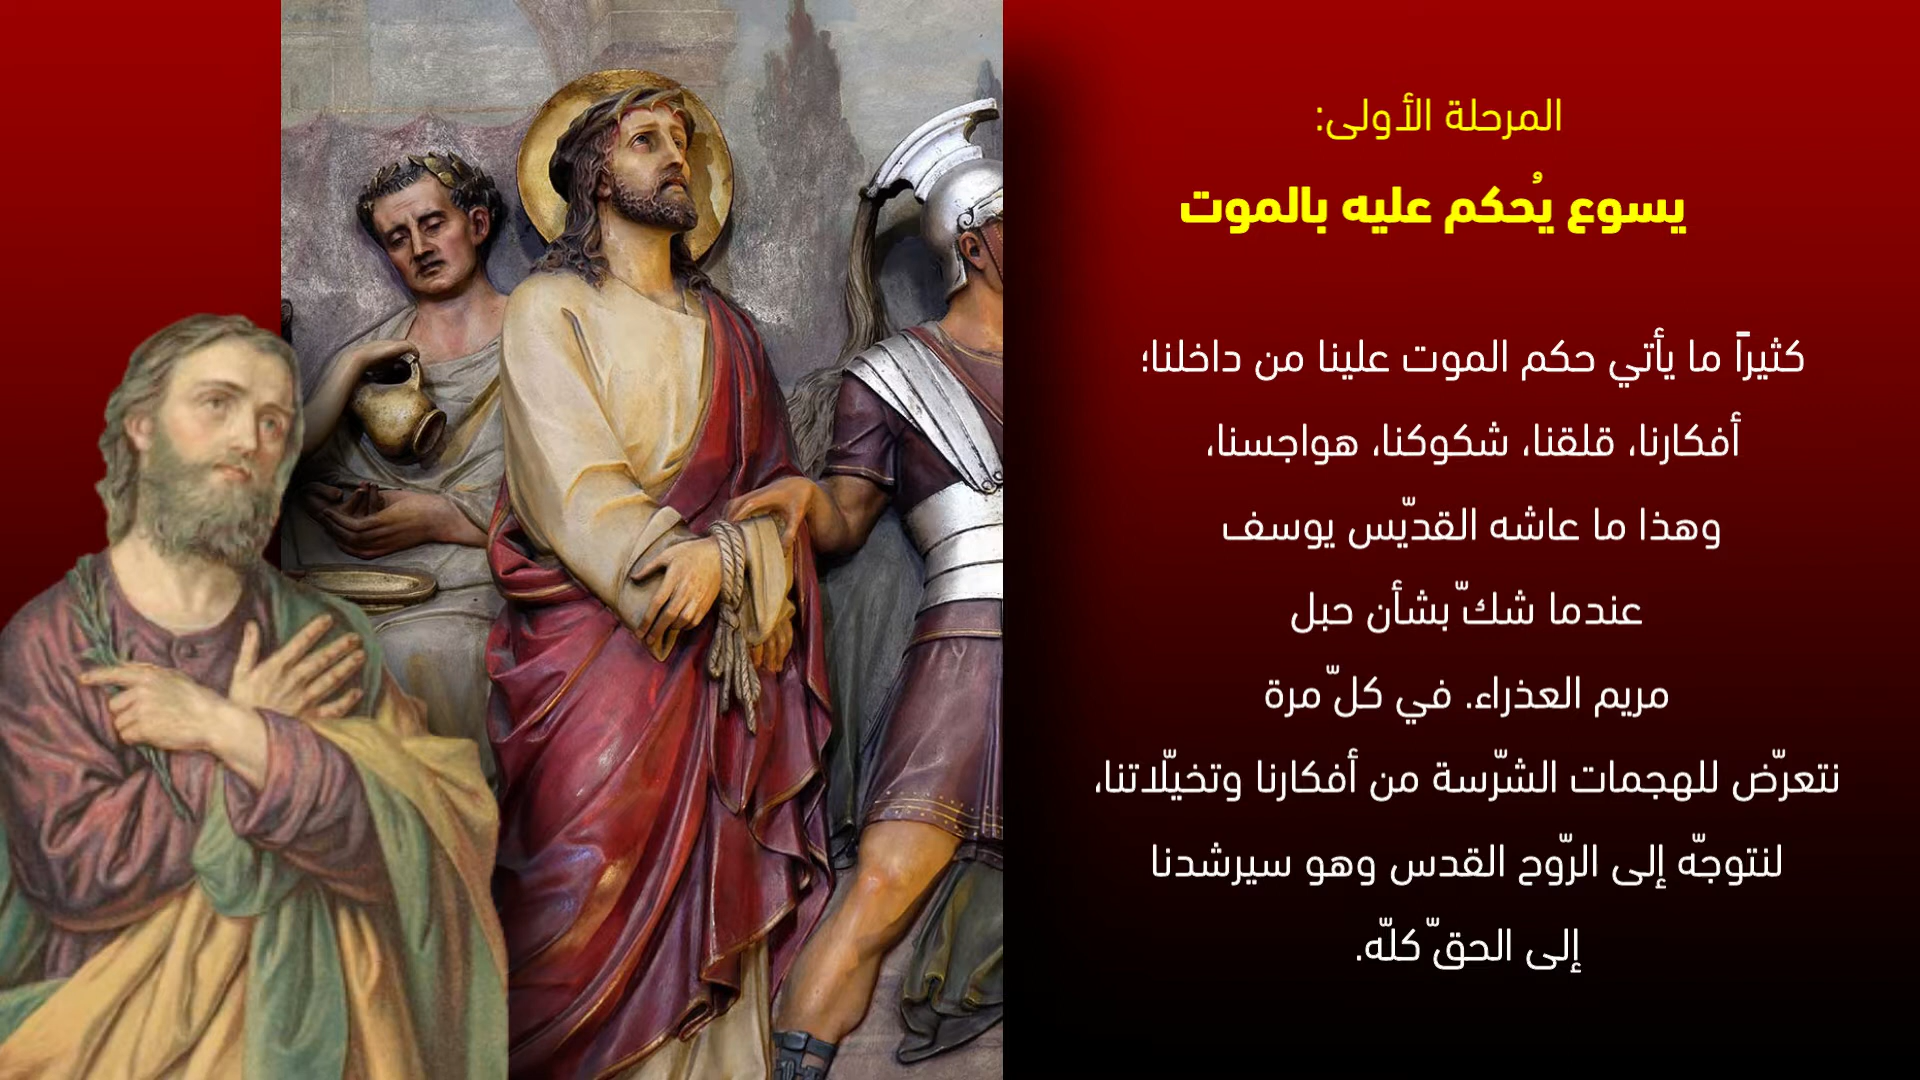 المرحلة الأولى:
يسوع يُحكم عليه بالموت
كثيراً ما يأتي حكم الموت علينا من داخلنا؛
أفكارنا، قلقنا، شكوكنا، هواجسنا،
وهذا ما عاشه القدّيس يوسف
عندما شكّ بشأن حبل
مريم العذراء. في كلّ مرة
نتعرّض للهجمات الشّرسة من أفكارنا وتخيّلاتنا،
لنتوجّه إلى الرّوح القدس وهو سيرشدنا
إلى الحقّ كلّه.